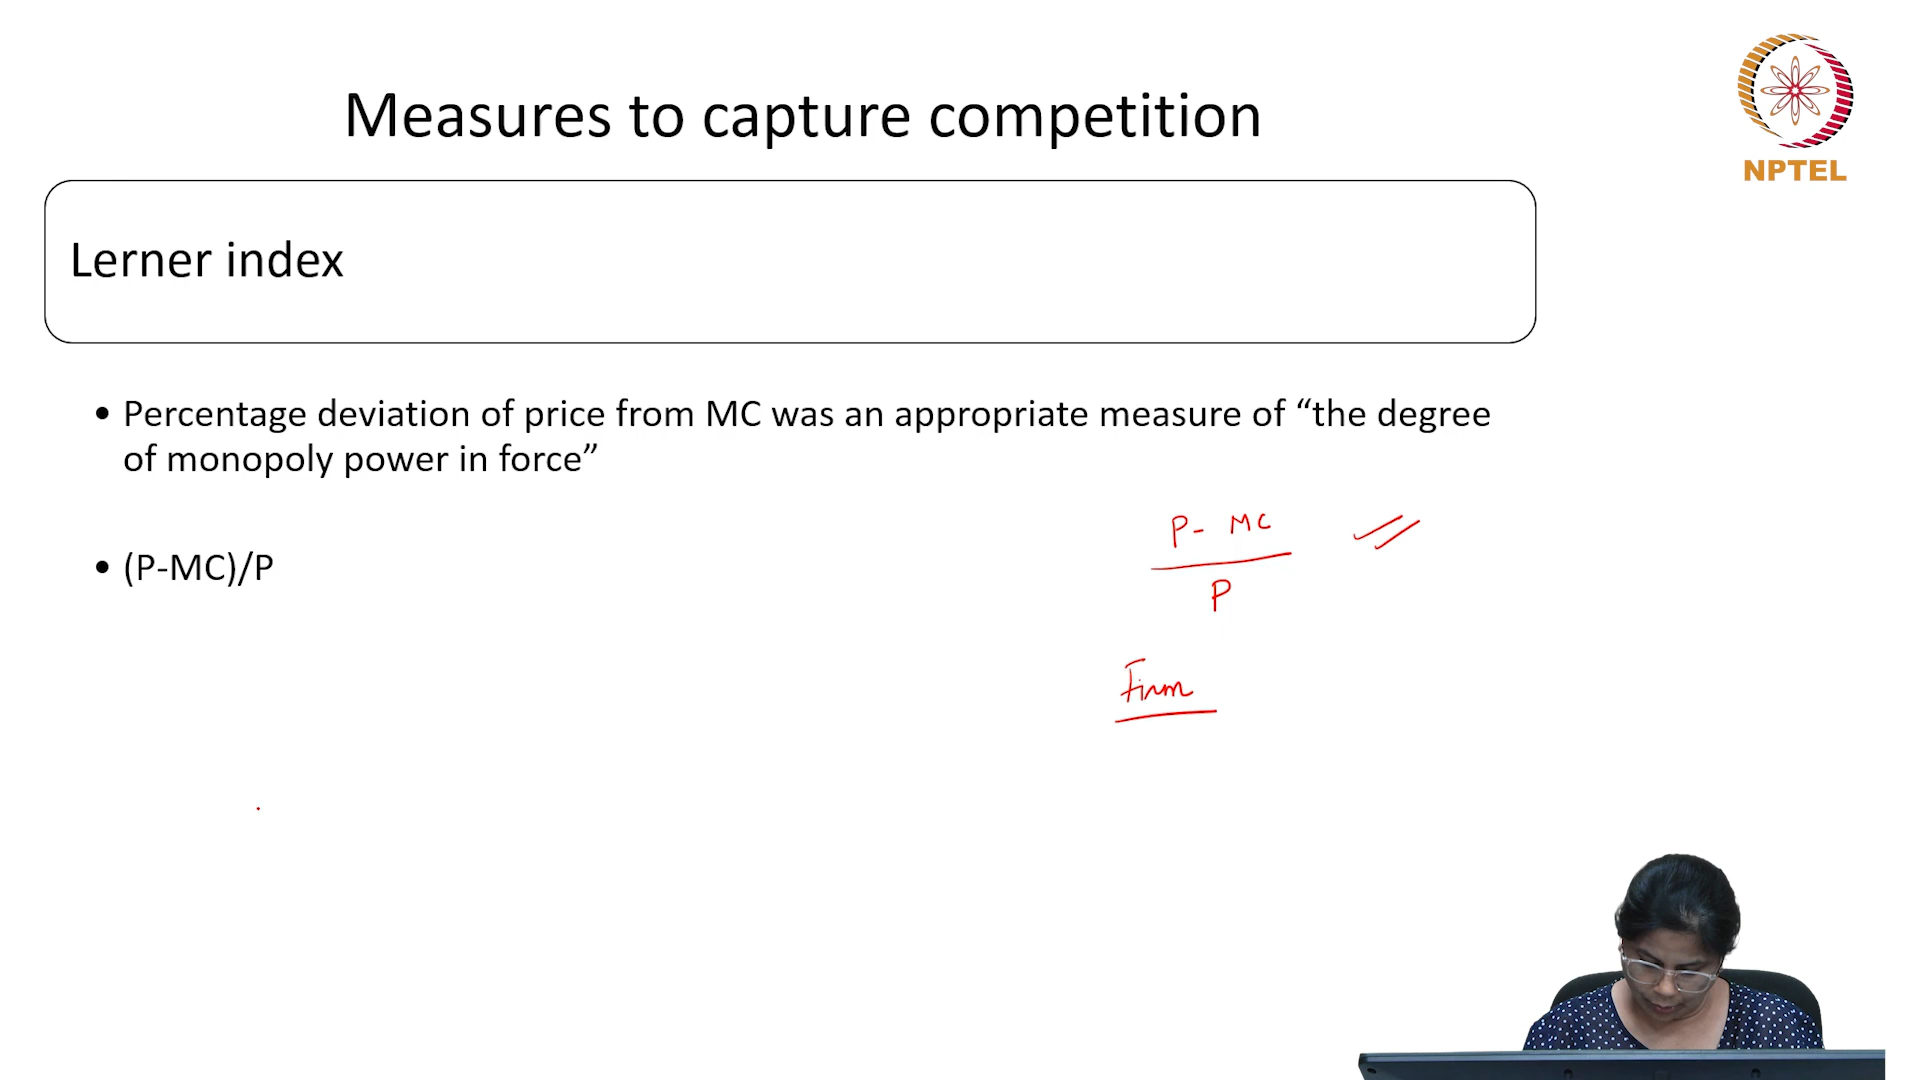 Measures to capture competition
NPTEL
Lerner index
• Percentage deviation of price from MC was an appropriate measure of “the degree
of monopoly power in force”
• (P-MC)/P
P - MC
P
Firm